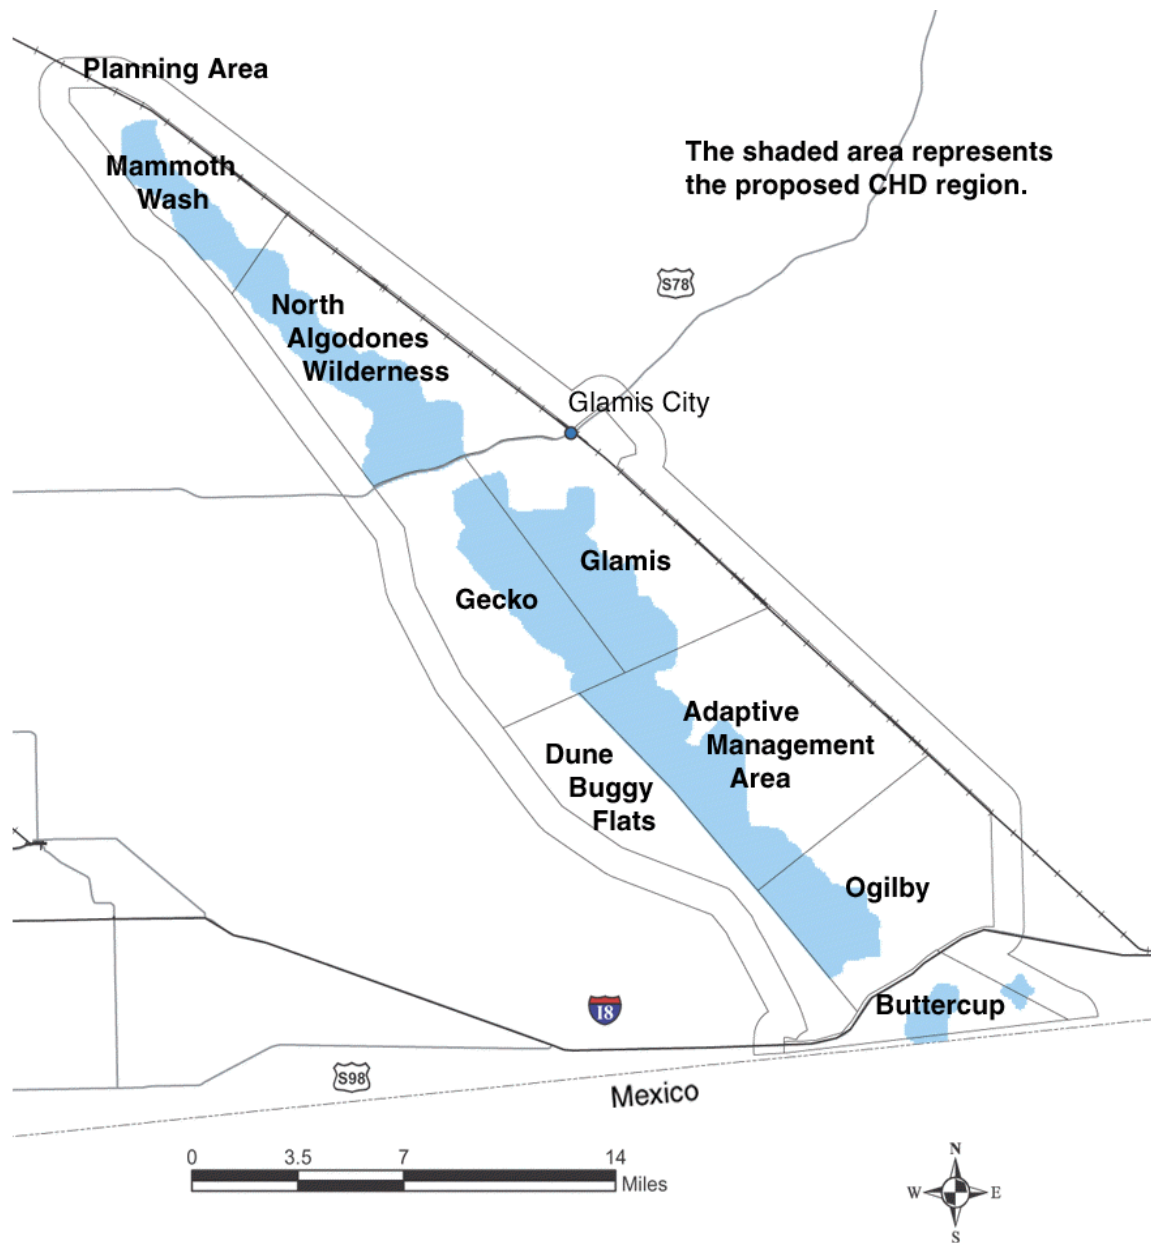 Planning Area
The shaded area represents
the proposed CHD region.
Mammoth
Wash
S78
North
Algodones
Wilderness
Glamis City
Glamis
Gecko
Adaptive
Management
Area
Dune
Buggy
Flats
Ogilby
I8
Buttercup
S98
Mexico
0 3.5 7 14
Miles
N
W E
S